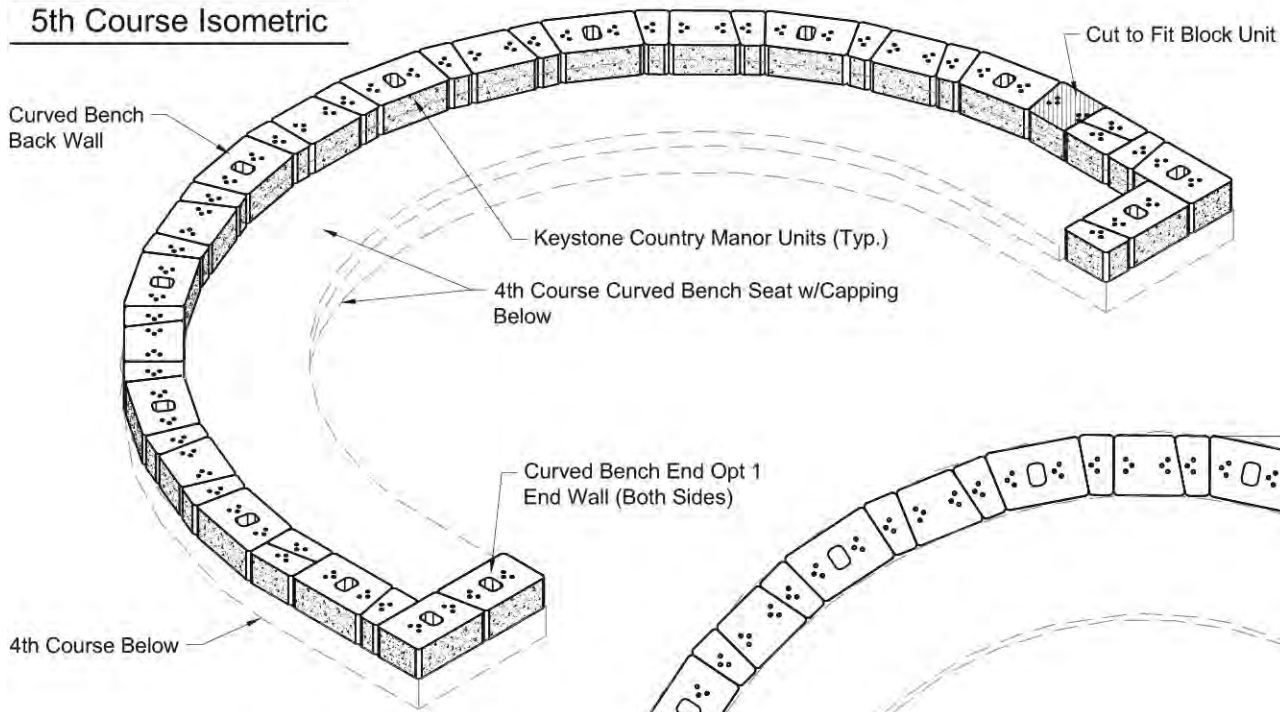 5th Course Isometric
Cut to Fit Block Unit
Curved Bench
Back Wall
Keystone Country Manor Units (Typ.)
4th Course Curved Bench Seat w/Capping
Below
Curved Bench End Opt 1
End Wall (Both Sides)
4th Course Below